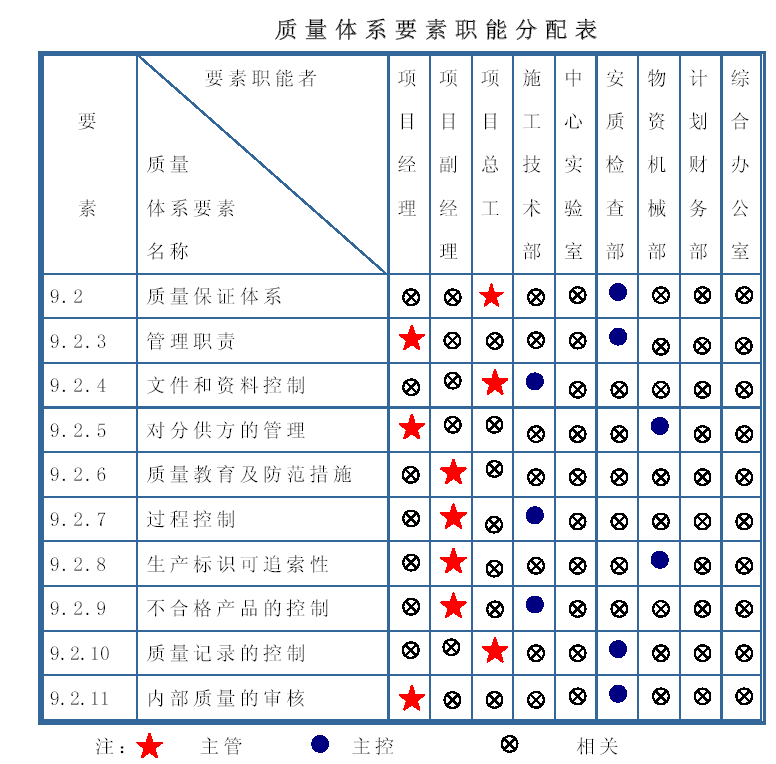 质量体系要素职能分配表
要素
要素职能者
质量
体系要素
名称
项目经理
项目副经理
项目总工
施工技术部
中心实验室
安质检查部
物资机械部
计划财务部
综合办公室
9.2 质量保证体系
9.2.3 管理职责
9.2.4 文件和资料控制
9.2.5 对分供方的管理
9.2.6 质量教育及防范措施
9.2.7 过程控制
9.2.8 生产标识可追索性
9.2.9 不合格产品的控制
9.2.10 质量记录的控制
9.2.11 内部质量的审核
注：★ 主管 ● 主控 ⊗ 相关